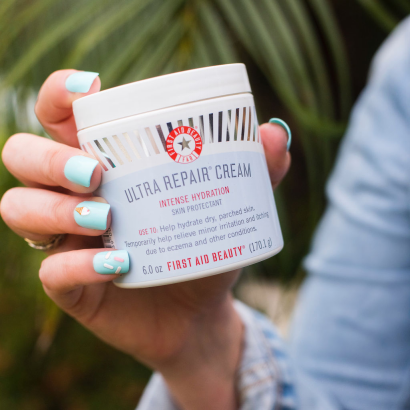 FIRST AID BEAUTY
ULTRA REPAIR™ CREAM
INTENSE HYDRATION
SKIN PROTECTANT
USE TO: Help hydrate dry, parched skin.
Temporarily help relieve minor irritation and itching
due to eczema and other conditions.
6.0 oz FIRST AID BEAUTY® (170.1 g)